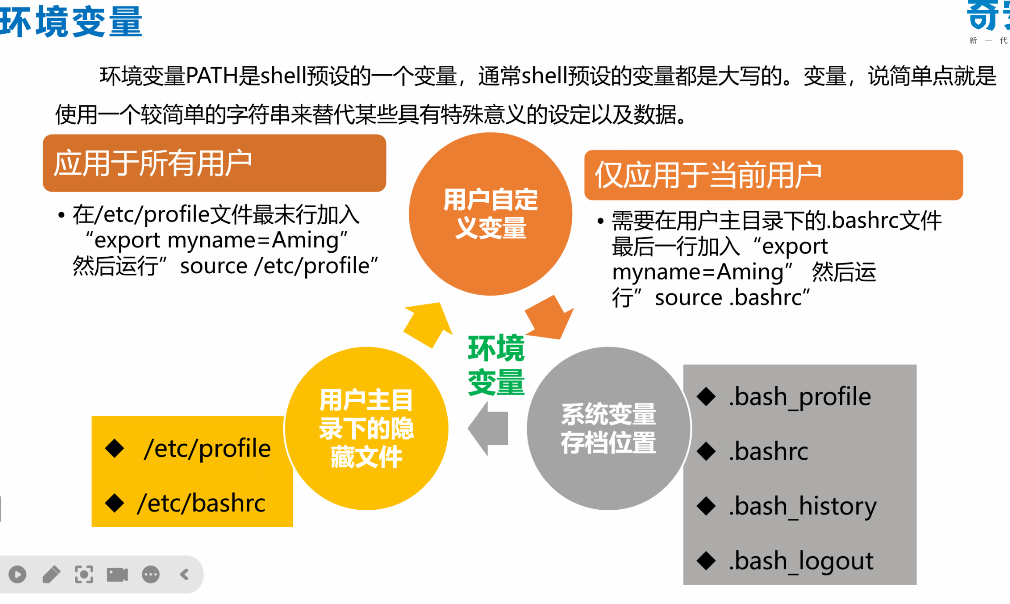 环境变量
新一代
环境变量PATH是shell预设的一个变量，通常shell预设的变量都是大写的。变量，说简单点就是
使用一个较简单的字符串来替代某些具有特殊意义的设定以及数据。
应用于所有用户
• 在/etc/profile文件最末行加入
“export myname=Aming”
然后运行”source /etc/profile”
用户自定
义变量
仅应用于当前用户
• 需要在用户主目录下的.bashrc文件
最后一行加入“export
myname=Aming” 然后运
行”source .bashrc”
环境
变量
用户主目
录下的隐
藏文件
◆ /etc/profile
◆ /etc/bashrc
系统变量
存档位置
◆ .bash_profile
◆ .bashrc
◆ .bash_history
◆ .bash_logout